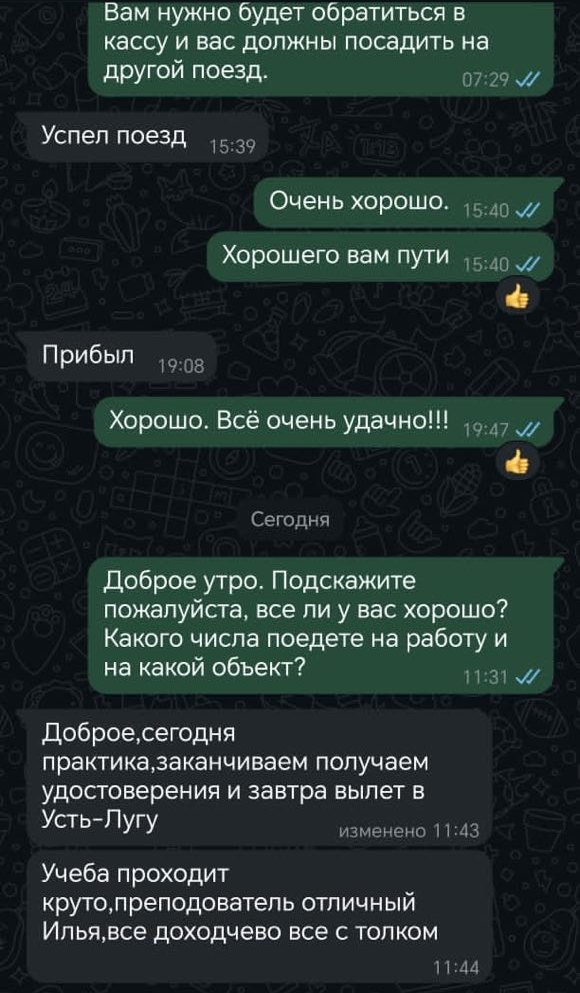 Вам нужно будет обратиться в
кассу и вас должны посадить на
другой поезд.
07:29
Успел поезд
15:39
Очень хорошо.
15:40
Хорошего вам пути
15:40
Прибыл
19:08
Хорошо. Всё очень удачно!!!
19:47
Сегодня
Доброе утро. Подскажите
пожалуйста, все ли у вас хорошо?
Какого числа поедете на работу и
на какой объект?
11:31
Доброе,сегодня
практика,заканчиваем получаем
удостоверения и завтра вылет в
Усть-Лугу
изменено 11:43
Учеба проходит
круто,преподователь отличный
Илья,все доходчево все с толком
11:44